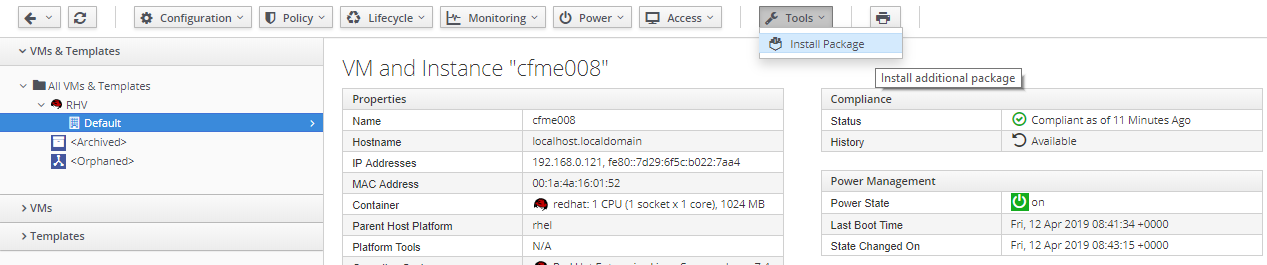 Configuration Policy Lifecycle Monitoring Power Access Tools
Install Package
Install additional package
VMs & Templates
All VMs & Templates
RHV
Default
<Archived>
<Orphaned>
VMs
Templates
VM and Instance "cfme008"
Properties
Name cfme008
Hostname localhost.localdomain
IP Addresses 192.168.0.121, fe80::7d29:6f5c:b022:7aa4
MAC Address 00:1a:4a:16:01:52
Container redhat: 1 CPU (1 socket x 1 core), 1024 MB
Parent Host Platform rhel
Platform Tools N/A
Compliance
Status Compliant as of 11 Minutes Ago
History Available
Power Management
Power State on
Last Boot Time Fri, 12 Apr 2019 08:41:34 +0000
State Changed On Fri, 12 Apr 2019 08:43:15 +0000